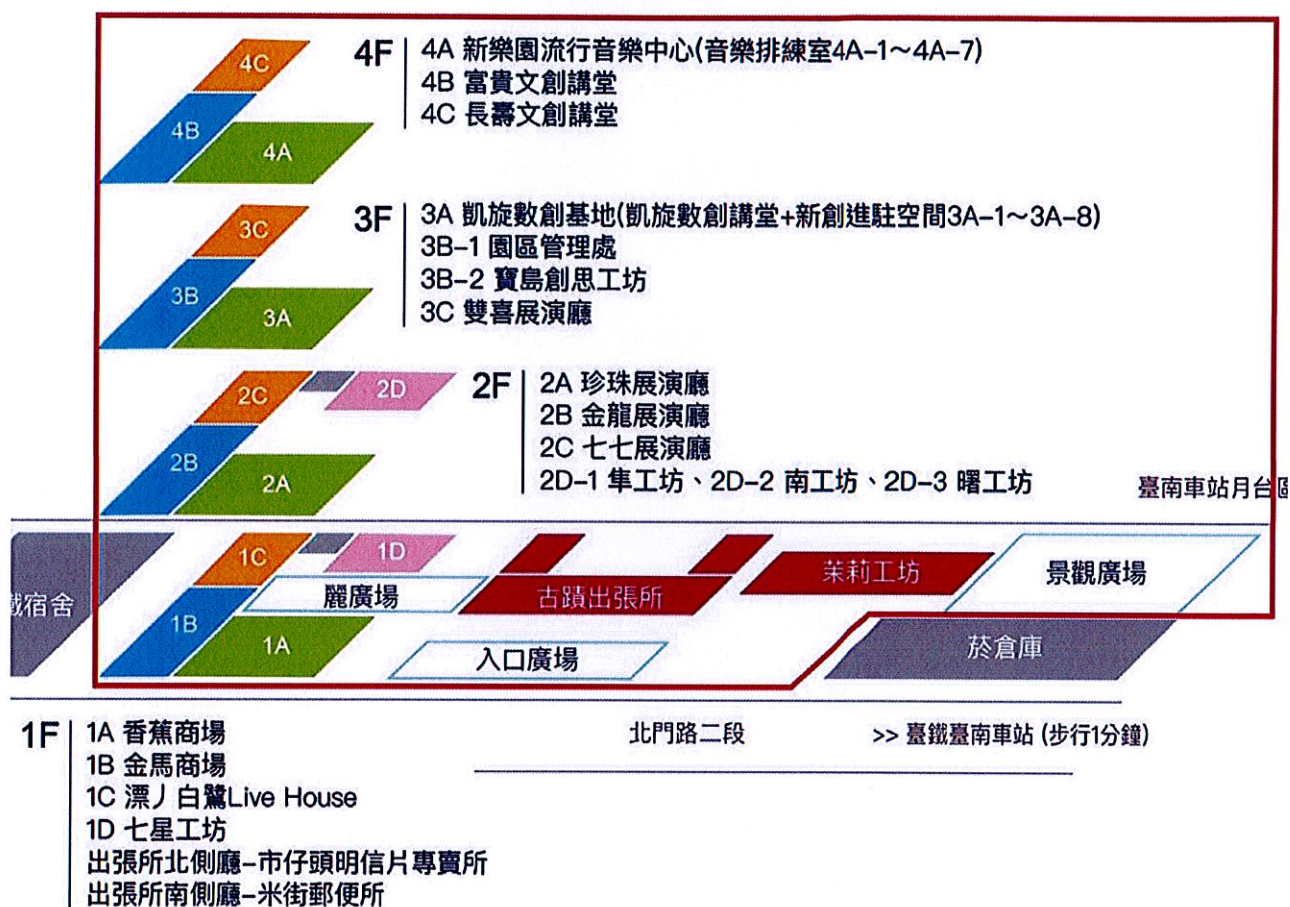 4C
4B
4A
4F
4A 新樂園流行音樂中心(音樂排練室4A-1～4A-7)
4B 富貴文創講堂
4C 長壽文創講堂
3C
3B
3A
3F
3A 凱旋數創基地(凱旋數創講堂+新創進駐空間3A-1～3A-8)
3B-1 園區管理處
3B-2 寶島創思工坊
3C 雙喜展演廳
2C
2D
2B
2A
2F
2A 珍珠展演廳
2B 金龍展演廳
2C 七七展演廳
2D-1 隼工坊、2D-2 南工坊、2D-3 曙工坊
臺南車站月台區
1C
1D
茉莉工坊
景觀廣場
鐵宿舍
麗廣場
古蹟出張所
1B
1A
入口廣場
菸倉庫
1F
1A 香蕉商場
1B 金馬商場
1C 漂丿白鷺Live House
1D 七星工坊
出張所北側廳-市仔頭明信片專賣所
出張所南側廳-米街郵便所
北門路二段
>> 臺鐵臺南車站 (步行1分鐘)